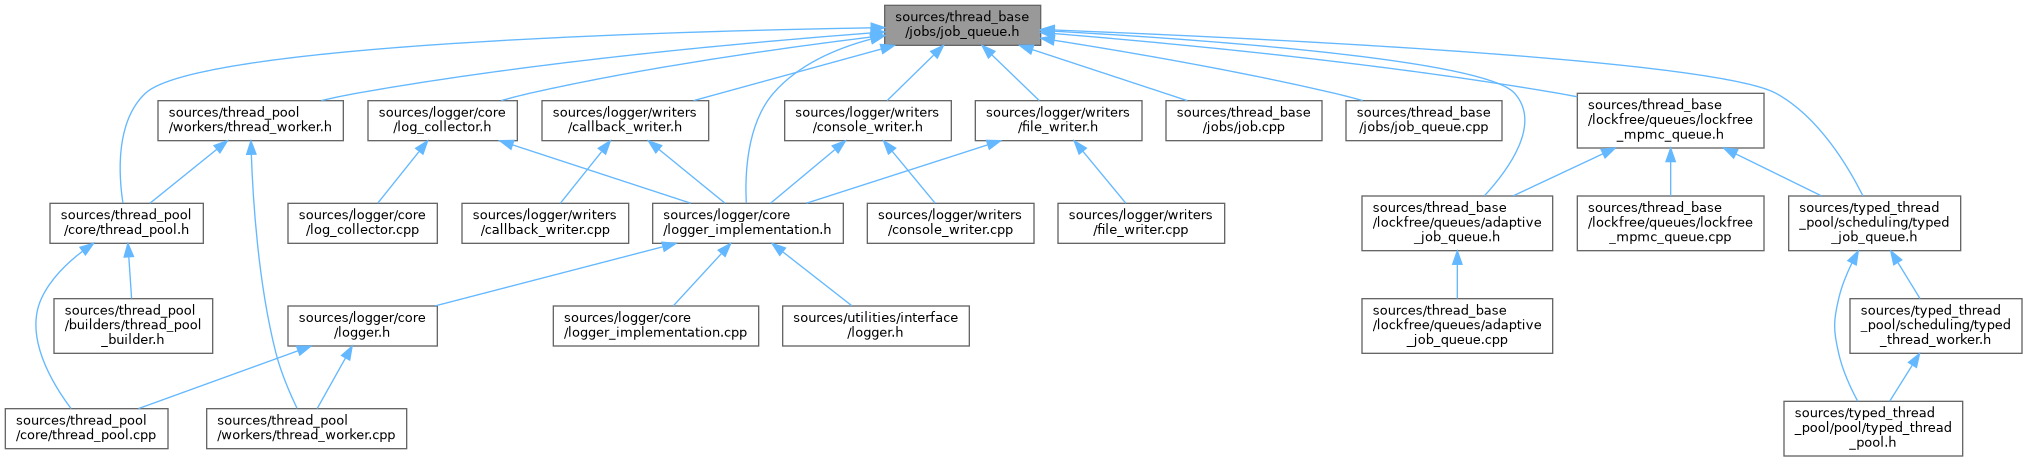 sources/thread_base
/jobs/job_queue.h
sources/thread_pool
/workers/thread_worker.h
sources/logger/core
/log_collector.h
sources/logger/writers
/callback_writer.h
sources/logger/writers
/console_writer.h
sources/logger/writers
/file_writer.h
sources/thread_base
/jobs/job.cpp
sources/thread_base
/jobs/job_queue.cpp
sources/thread_base
/lockfree/queues/lockfree
_mpmc_queue.h
sources/thread_pool
/core/thread_pool.h
sources/logger/core
/log_collector.cpp
sources/logger/writers
/callback_writer.cpp
sources/logger/core
/logger_implementation.h
sources/logger/writers
/console_writer.cpp
sources/logger/writers
/file_writer.cpp
sources/thread_base
/lockfree/queues/adaptive
_job_queue.h
sources/thread_base
/lockfree/queues/lockfree
_mpmc_queue.cpp
sources/typed_thread
_pool/scheduling/typed
_job_queue.h
sources/thread_pool
/builders/thread_pool
_builder.h
sources/logger/core
/logger.h
sources/logger/core
/logger_implementation.cpp
sources/utilities/interface
/logger.h
sources/thread_base
/lockfree/queues/adaptive
_job_queue.cpp
sources/typed_thread
_pool/scheduling/typed
_thread_worker.h
sources/thread_pool
/core/thread_pool.cpp
sources/thread_pool
/workers/thread_worker.cpp
sources/typed_thread
_pool/pool/typed_thread
_pool.h